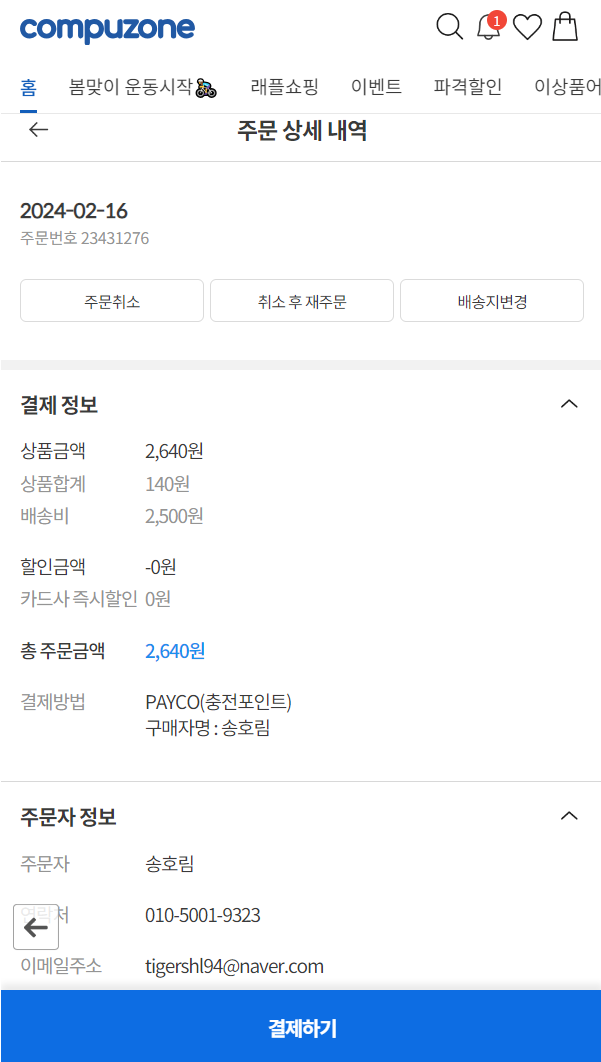 compuzone
1
홈 봄맞이 운동시작 래플쇼핑 이벤트 파격할인 이상품어
주문 상세 내역
2024-02-16
주문번호 23431276
주문취소 취소 후 재주문 배송지변경
결제 정보
상품금액 2,640원
상품합계 140원
배송비 2,500원
할인금액 -0원
카드사 즉시할인 0원
총 주문금액 2,640원
결제방법 PAYCO(충전포인트)
구매자명 : 송호림
주문자 정보
주문자 송호림
연락처 010-5001-9323
이메일주소 tigershl94@naver.com
결제하기